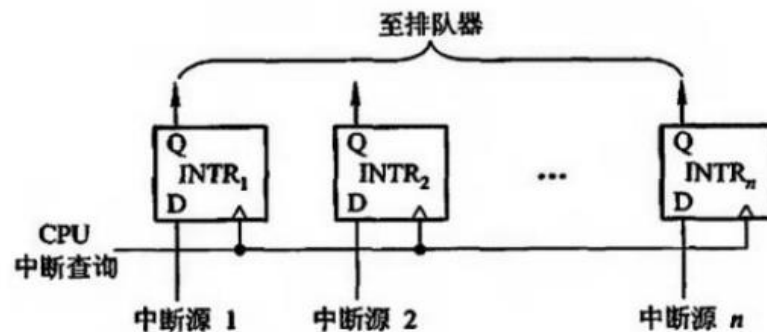 至排队器
Q Q Q
INTR1 INTR2 ... INTRn
D D D
CPU
中断查询
中断源 1 中断源 2 中断源 n